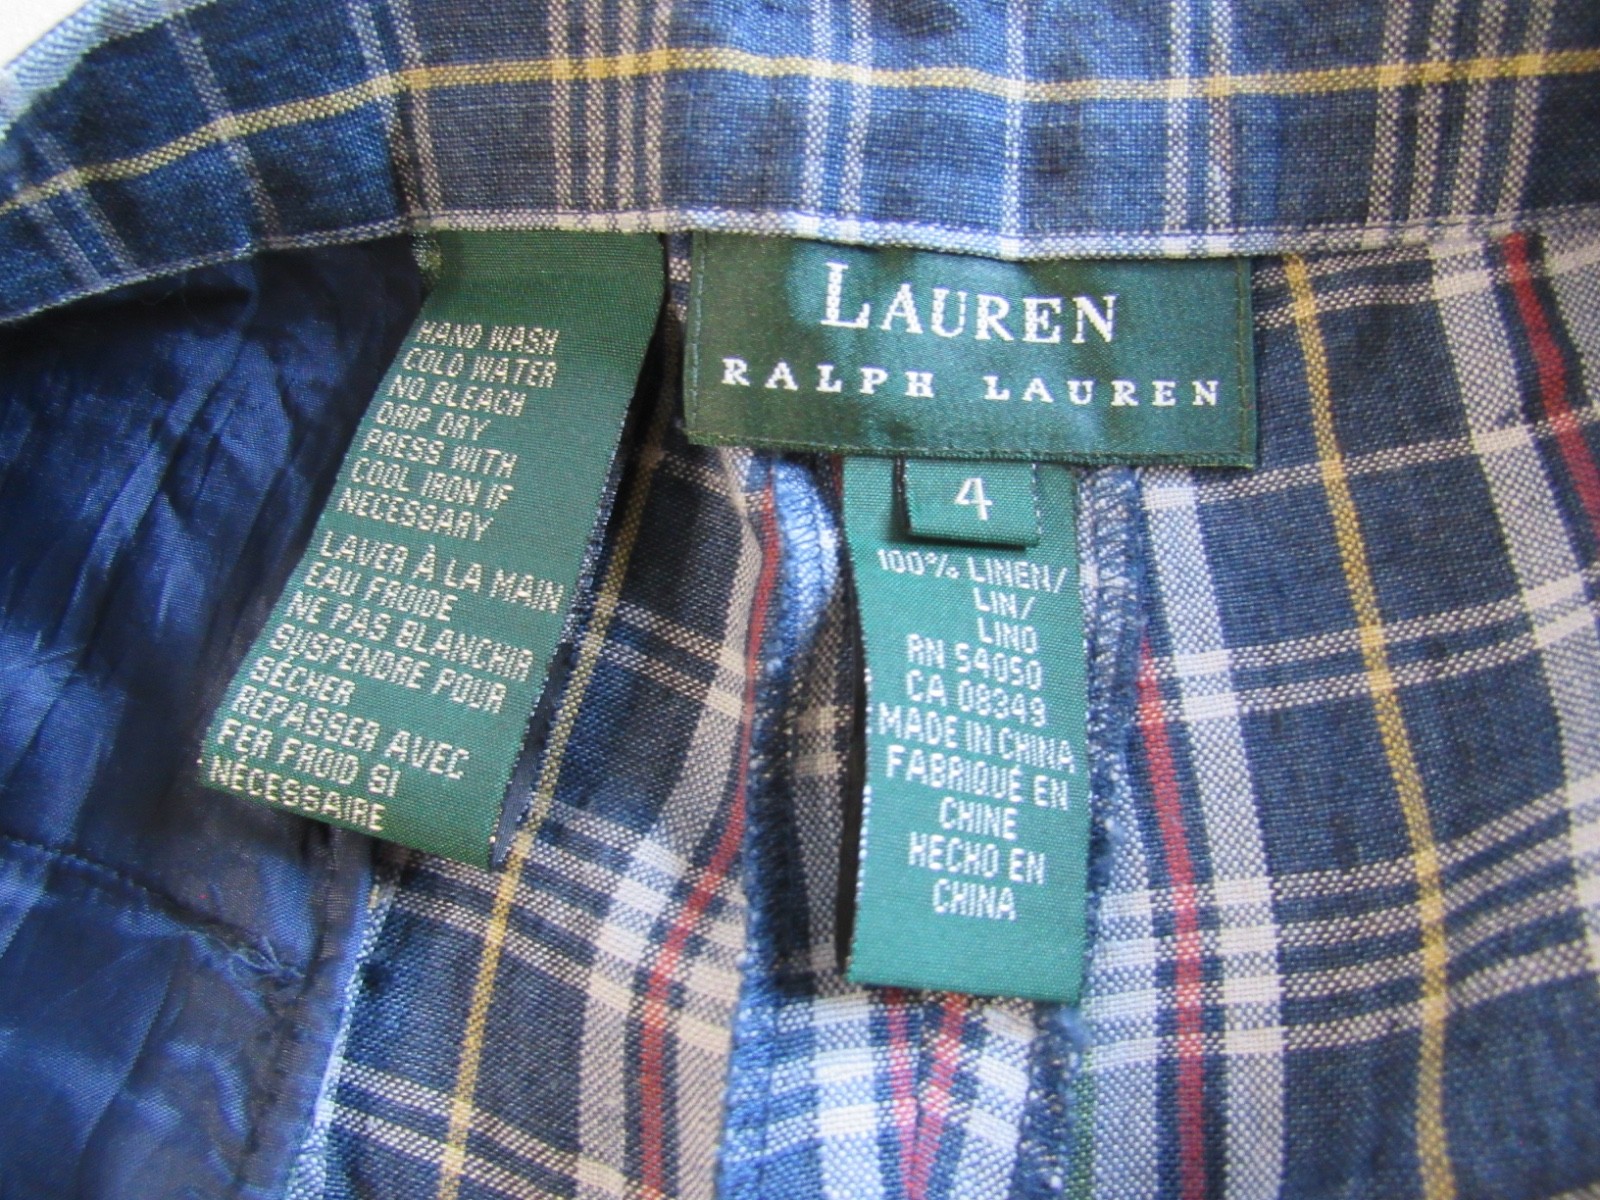 HAND WASH
COLD WATER
NO BLEACH
DRIP DRY
PRESS WITH
COOL IRON IF
NECESSARY
LAVER À LA MAIN
EAU FROIDE
NE PAS BLANCHIR
SUSPENDRE POUR
SÉCHER
REPASSER AVEC
FER FROID SI
NÉCESSAIRE
LAUREN
RALPH LAUREN
4
100% LINEN/
LIN/
LINO
RN 54050
CA 08349
MADE IN CHINA
FABRIQUÉ EN
CHINE
HECHO EN
CHINA